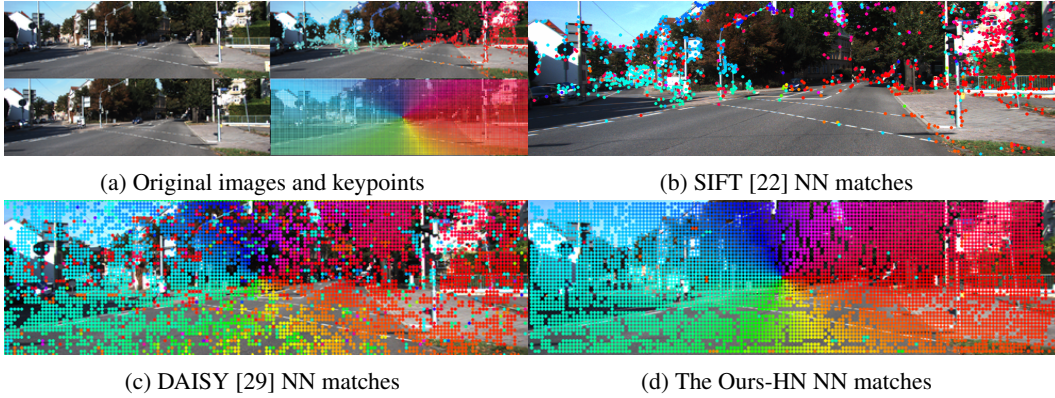 (a) Original images and keypoints
(b) SIFT [22] NN matches
(c) DAISY [29] NN matches
(d) The Ours-HN NN matches